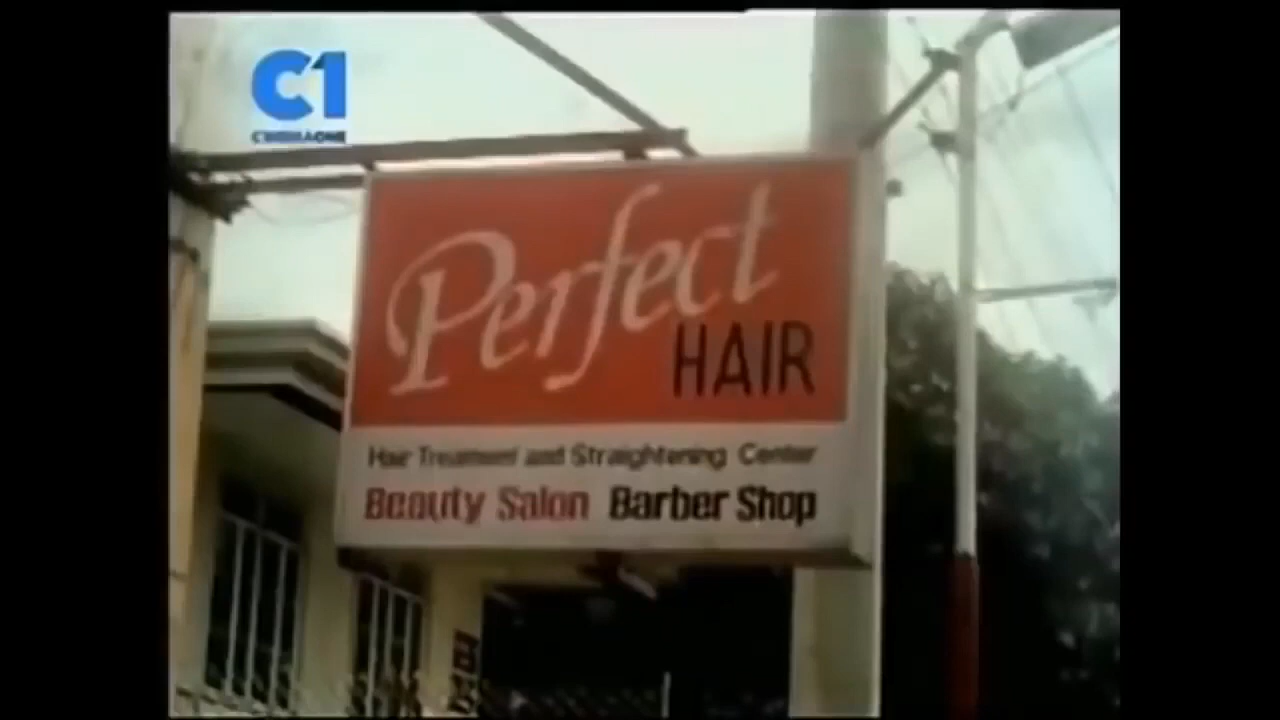 C1
CINEMAONE
Perfect
HAIR
Hair Treatment and Straightening Center
Beauty Salon Barber Shop